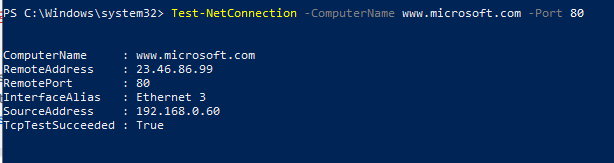 PS C:\Windows\system32> Test-NetConnection -ComputerName www.microsoft.com -Port 80
ComputerName     : www.microsoft.com
RemoteAddress    : 23.46.86.99
RemotePort       : 80
InterfaceAlias   : Ethernet 3
SourceAddress    : 192.168.0.60
TcpTestSucceeded : True